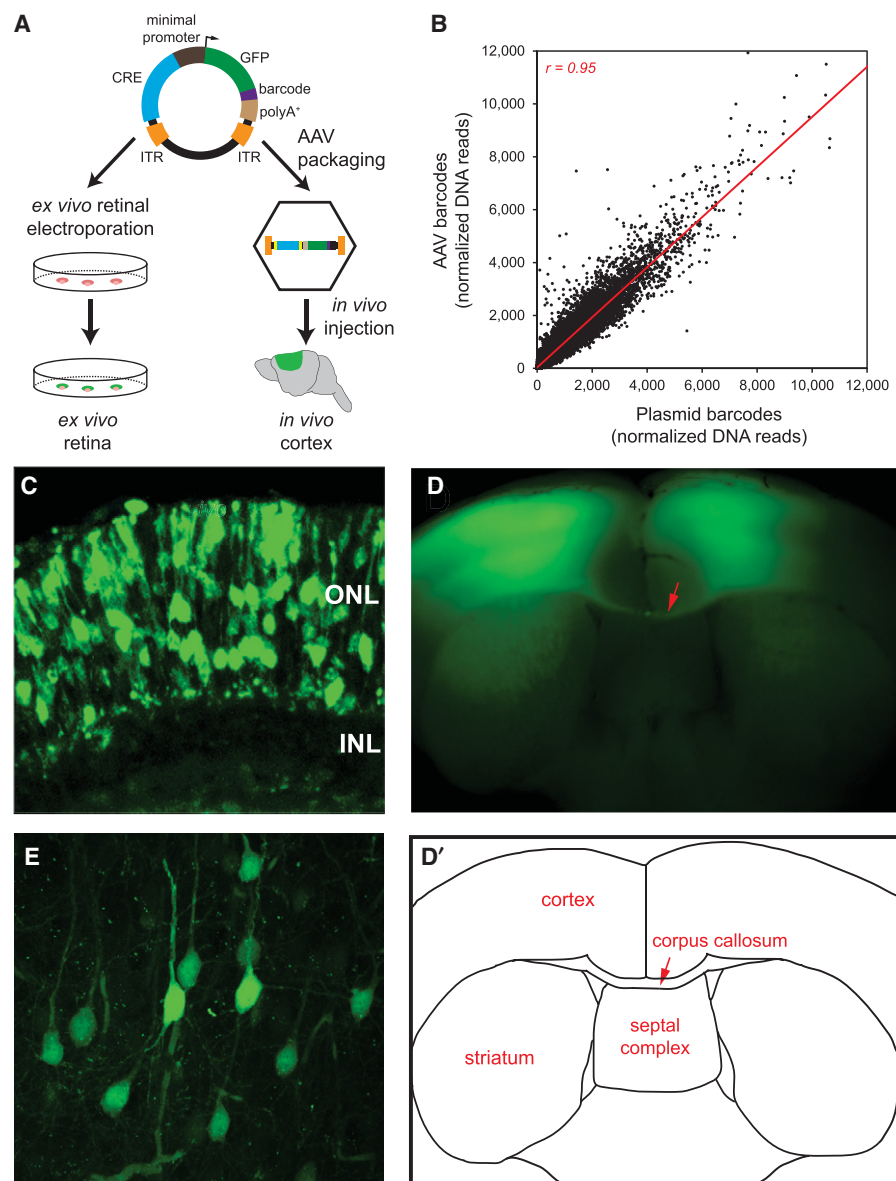 A
minimal
promoter
GFP
CRE
barcode
polyA+
ITR
ITR
AAV
packaging
ex vivo retinal
electroporation
in vivo
injection
ex vivo
retina
in vivo
cortex
B
r = 0.95
12,000
10,000
8,000
6,000
4,000
2,000
0
0
2,000
4,000
6,000
8,000
10,000
12,000
AAV barcodes
(normalized DNA reads)
Plasmid barcodes
(normalized DNA reads)
C
ONL
INL
D
E
D′
cortex
corpus callosum
striatum
septal
complex